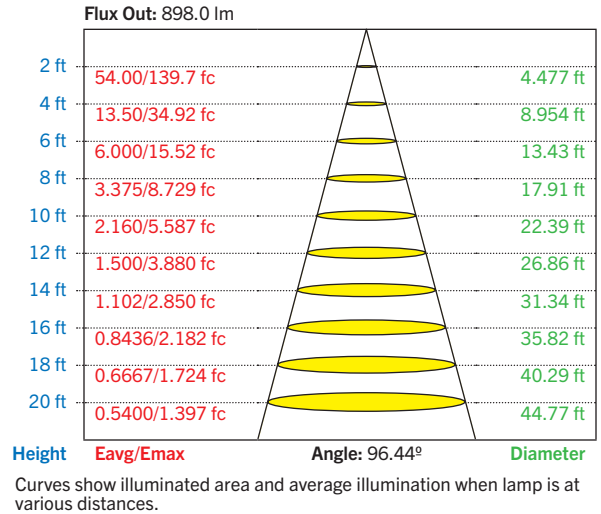 Flux Out: 898.0 lm
2 ft 54.00/139.7 fc 4.477 ft
4 ft 13.50/34.92 fc 8.954 ft
6 ft 6.000/15.52 fc 13.43 ft
8 ft 3.375/8.729 fc 17.91 ft
10 ft 2.160/5.587 fc 22.39 ft
12 ft 1.500/3.880 fc 26.86 ft
14 ft 1.102/2.850 fc 31.34 ft
16 ft 0.8436/2.182 fc 35.82 ft
18 ft 0.6667/1.724 fc 40.29 ft
20 ft 0.5400/1.397 fc 44.77 ft
Height Eavg/Emax Angle: 96.44º Diameter
Curves show illuminated area and average illumination when lamp is at
various distances.